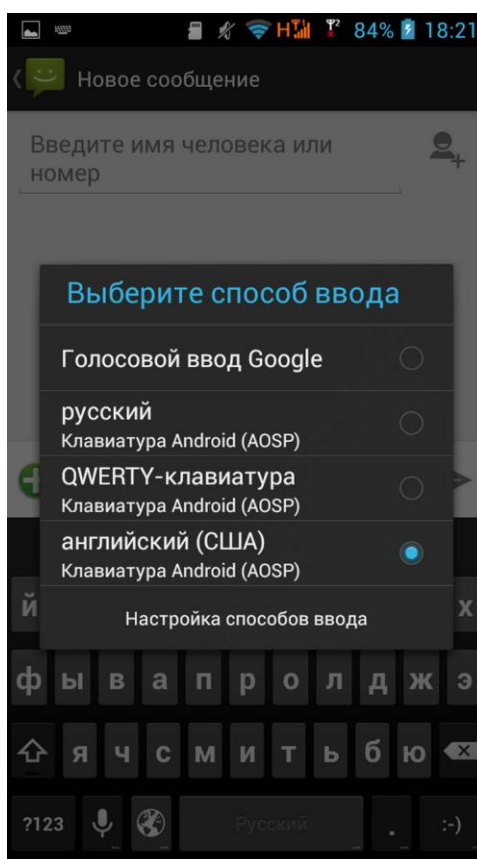 H 84% 18:21
Новое сообщение
Введите имя человека или
номер
Выберите способ ввода
Голосовой ввод Google
русский
Клавиатура Android (AOSP)
QWERTY-клавиатура
Клавиатура Android (AOSP)
английский (США)
Клавиатура Android (AOSP)
Настройка способов ввода
й х
ф ы в а п р о л д ж э
я ч с м и т ь б ю
?123 Русский . :-)